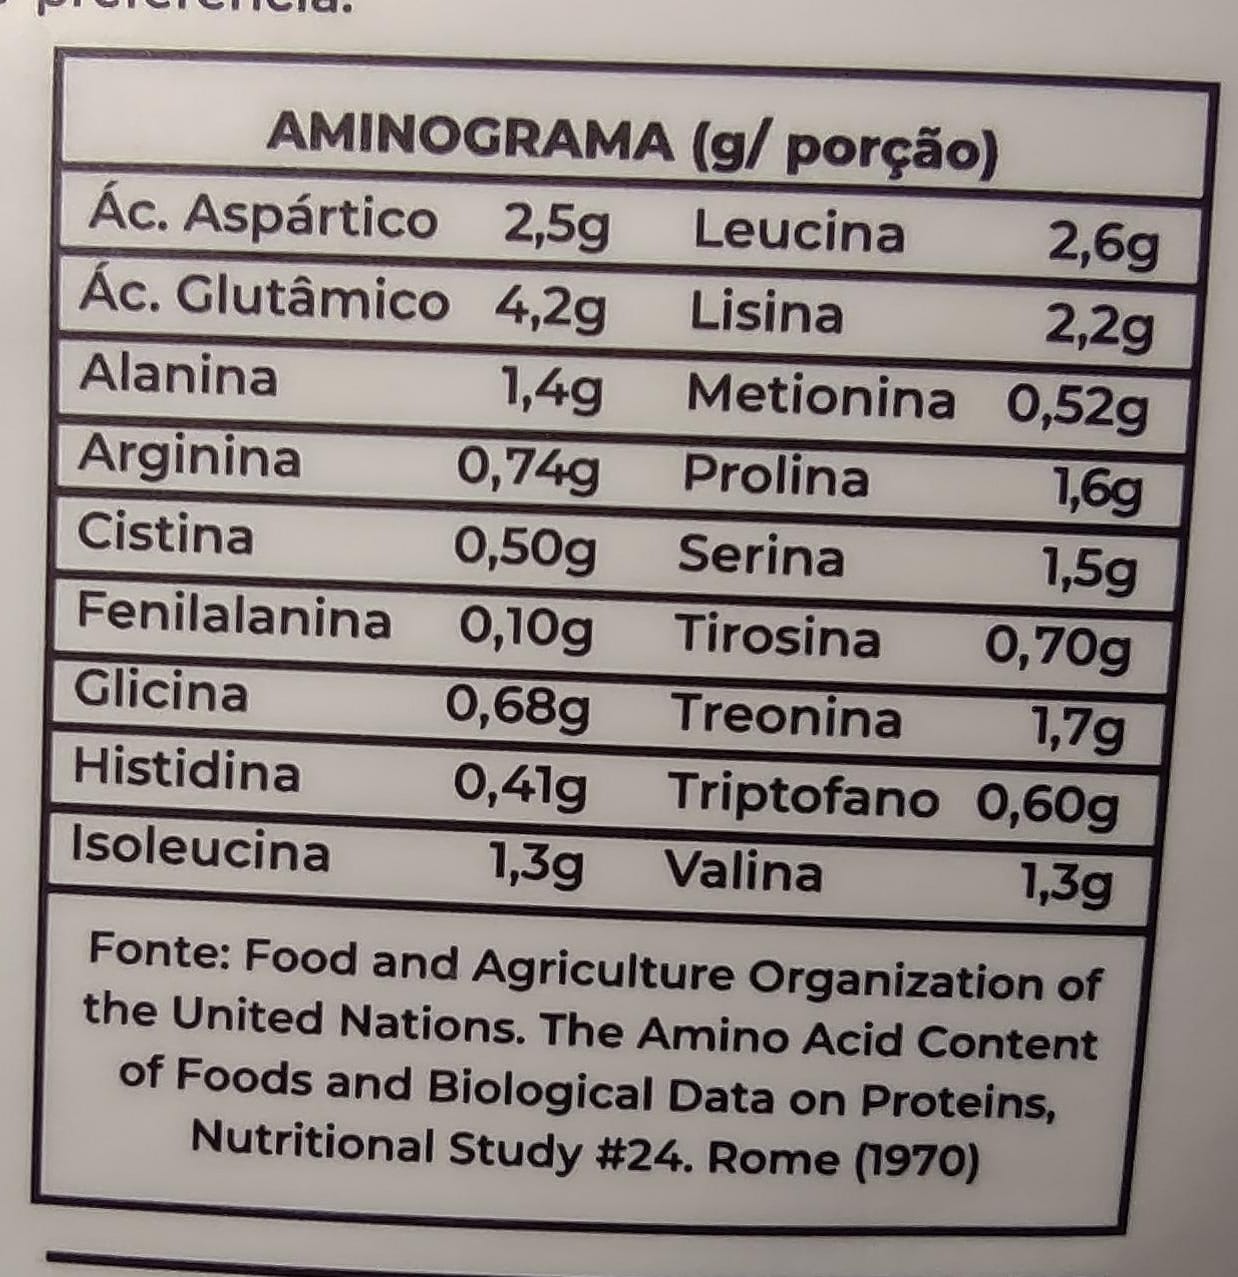 preferência.
AMINOGRAMA (g/ porção)
Ác. Aspártico 2,5g Leucina 2,6g
Ác. Glutâmico 4,2g Lisina 2,2g
Alanina 1,4g Metionina 0,52g
Arginina 0,74g Prolina 1,6g
Cistina 0,50g Serina 1,5g
Fenilalanina 0,10g Tirosina 0,70g
Glicina 0,68g Treonina 1,7g
Histidina 0,41g Triptofano 0,60g
Isoleucina 1,3g Valina 1,3g
Fonte: Food and Agriculture Organization of
the United Nations. The Amino Acid Content
of Foods and Biological Data on Proteins,
Nutritional Study #24. Rome (1970)